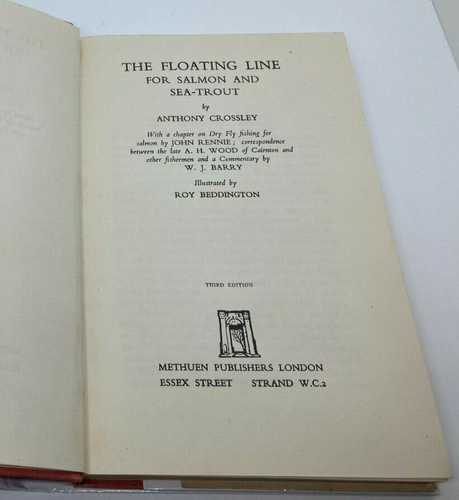 THE FLOATING LINE
FOR SALMON AND
SEA-TROUT
by
ANTHONY CROSSLEY
With a chapter on Dry Fly fishing for
salmon by JOHN RENNIE; correspondence
between the late A. H. WOOD of Cairnton and
other fishermen and a Commentary by
W. J. BARRY
Illustrated by
ROY BEDDINGTON
THIRD EDITION
METHUEN PUBLISHERS LONDON
ESSEX STREET STRAND W.C.2